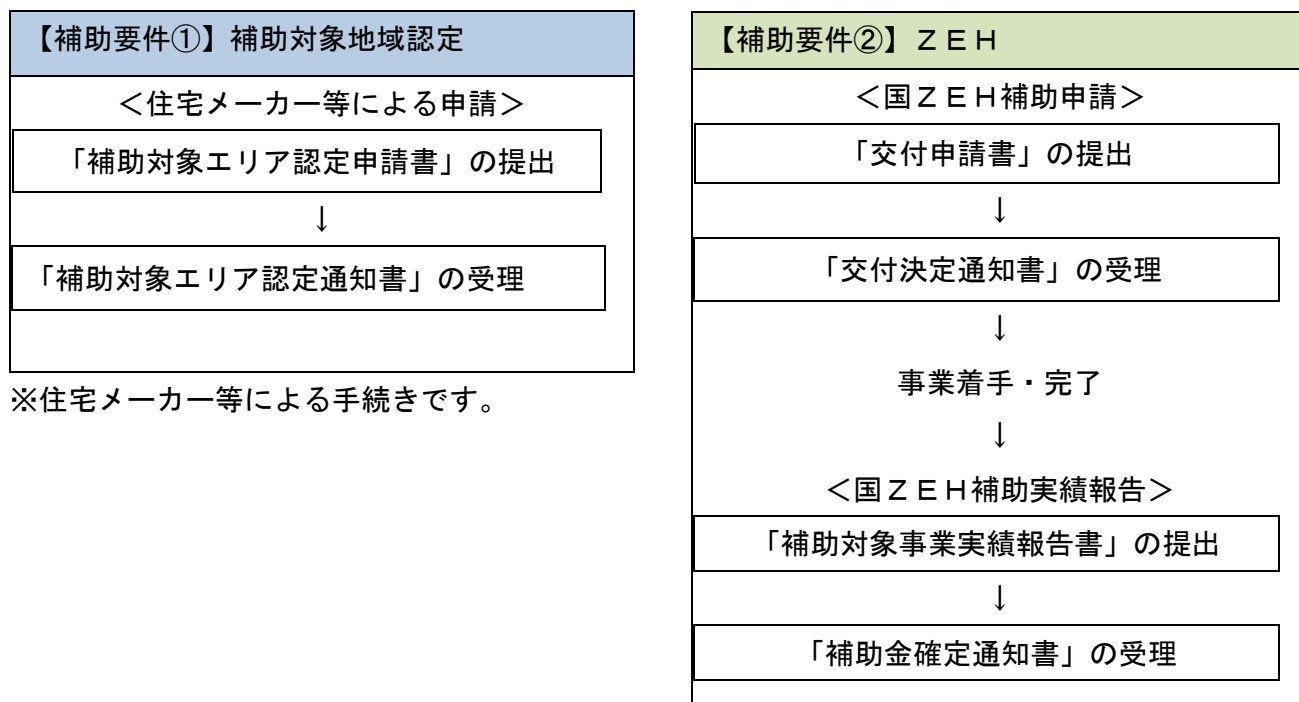 【補助要件①】補助対象地域認定
＜住宅メーカー等による申請＞
「補助対象エリア認定申請書」の提出
↓
「補助対象エリア認定通知書」の受理
※住宅メーカー等による手続きです。
【補助要件②】ＺＥＨ
＜国ＺＥＨ補助申請＞
「交付申請書」の提出
↓
「交付決定通知書」の受理
↓
事業着手・完了
↓
＜国ＺＥＨ補助実績報告＞
「補助対象事業実績報告書」の提出
↓
「補助金確定通知書」の受理